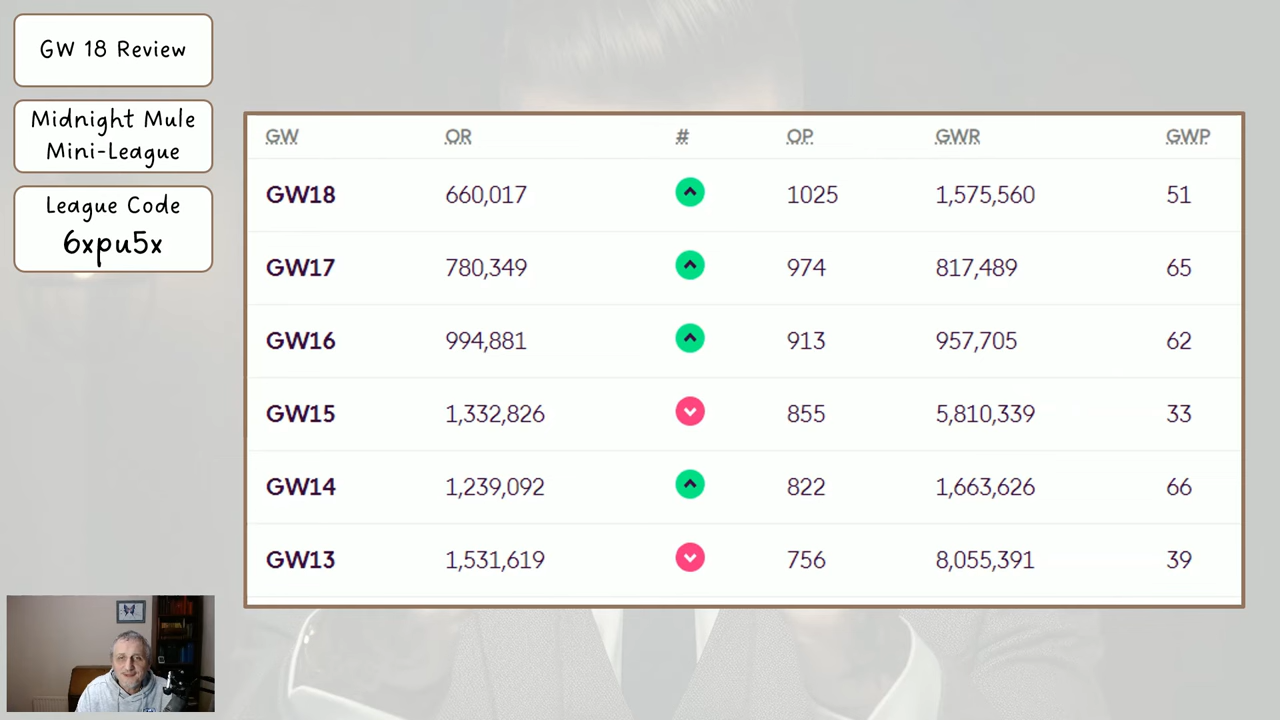 GW 18 Review
Midnight Mule
Mini-League
League Code
6xpu5x
GW OR # OP GWR GWP
GW18 660,017 1025 1,575,560 51
GW17 780,349 974 817,489 65
GW16 994,881 913 957,705 62
GW15 1,332,826 855 5,810,339 33
GW14 1,239,092 822 1,663,626 66
GW13 1,531,619 756 8,055,391 39